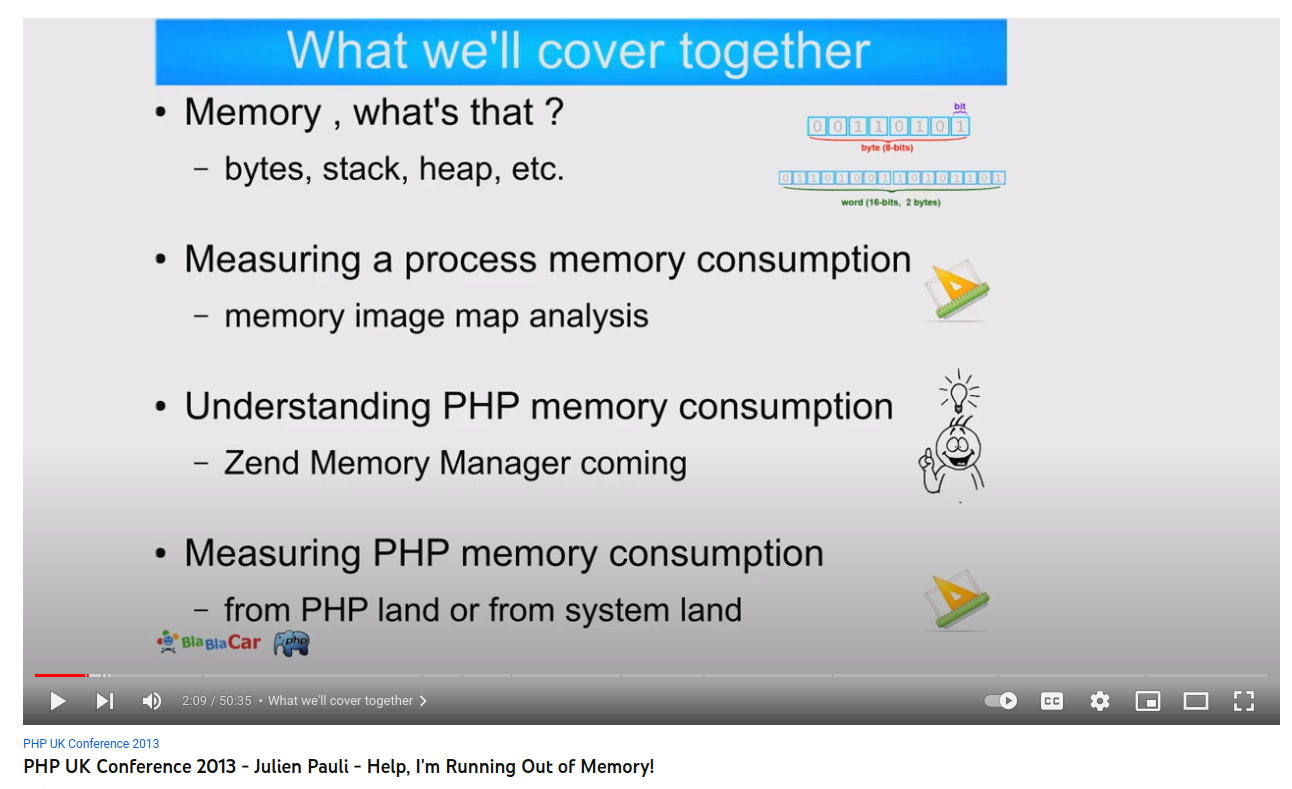 What we'll cover together
• Memory , what's that ?
– bytes, stack, heap, etc.
bit
0 0 1 1 0 1 0 1
byte (8-bits)
0 1 1 0 1 0 0 1 1 0 1 0 1 1 0 1
word (16-bits, 2 bytes)
• Measuring a process memory consumption
– memory image map analysis
• Understanding PHP memory consumption
– Zend Memory Manager coming
• Measuring PHP memory consumption
– from PHP land or from system land
BlaBlaCar php
2:09 / 50:35 • What we'll cover together
CC
PHP UK Conference 2013
PHP UK Conference 2013 - Julien Pauli - Help, I'm Running Out of Memory!